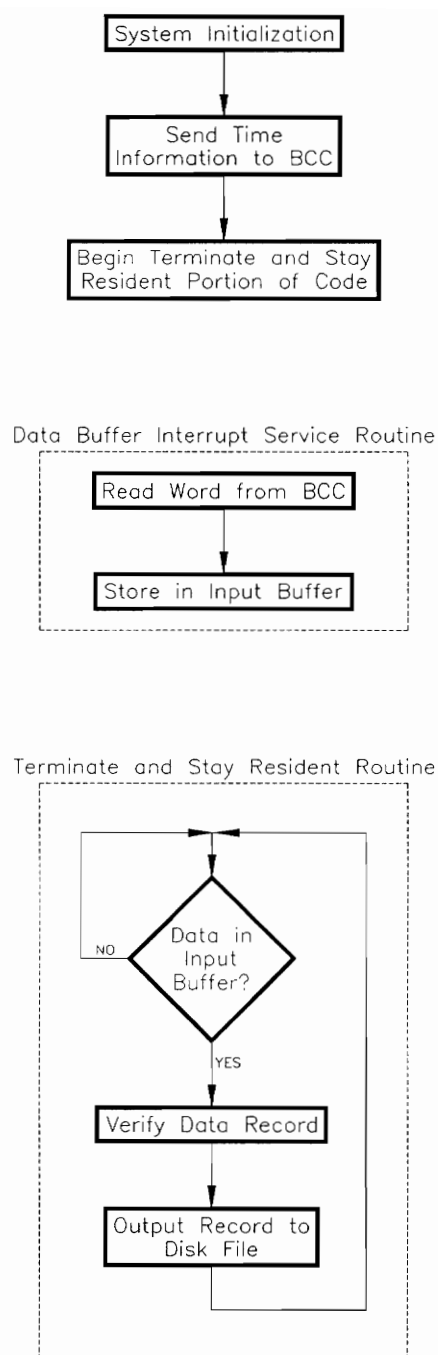 System Initialization
Send Time
Information to BCC
Begin Terminate and Stay
Resident Portion of Code
Data Buffer Interrupt Service Routine
Read Word from BCC
Store in Input Buffer
Terminate and Stay Resident Routine
Data in
Input
Buffer?
NO
YES
Verify Data Record
Output Record to
Disk File